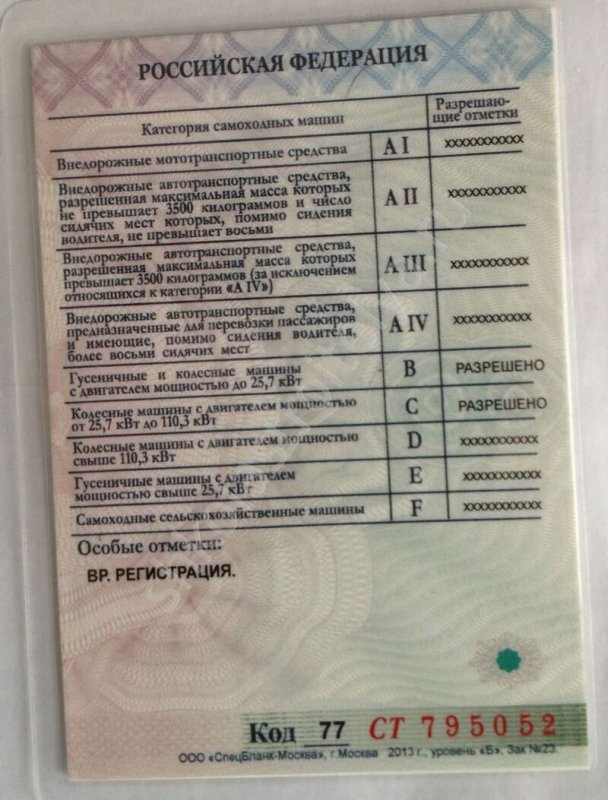 РОССИЙСКАЯ ФЕДЕРАЦИЯ
Категория самоходных машин
Разрешаю-
щие отметки
Внедорожные мототранспортные средства A I xxxxxxxxxxx
Внедорожные автотранспортные средства,
разрешенная максимальная масса которых
не превышает 3500 килограммов и число
сидячих мест которых, помимо сидения
водителя, не превышает восьми
A II xxxxxxxxxxx
Внедорожные автотранспортные средства,
разрешенная максимальная масса которых
превышает 3500 килограммов (за исключением
относящихся к категории «A IV»)
A III xxxxxxxxxxx
Внедорожные автотранспортные средства,
предназначенные для перевозки пассажиров
и имеющие, помимо сидения водителя,
более восьми сидячих мест
A IV xxxxxxxxxxx
Гусеничные и колесные машины
с двигателем мощностью до 25,7 кВт
B РАЗРЕШЕНО
Колесные машины с двигателем мощностью
от 25,7 кВт до 110,3 кВт
C РАЗРЕШЕНО
Колесные машины с двигателем мощностью
свыше 110,3 кВт
D xxxxxxxxxxx
Гусеничные машины с двигателем
мощностью свыше 25,7 кВт
E xxxxxxxxxxx
Самоходные сельскохозяйственные машины F xxxxxxxxxxx
Особые отметки:
ВР. РЕГИСТРАЦИЯ.
Код 77 СТ 795052
ООО «СпецБланк-Москва», г. Москва 2013 г., уровень «Б», Зак №23.